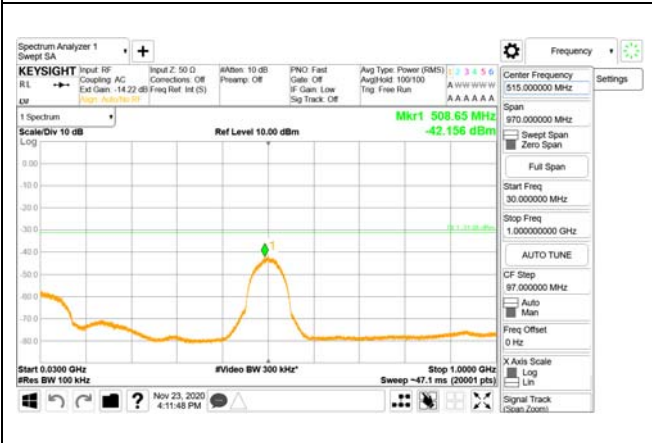 Spectrum Analyzer 1
Swept SA
Frequency
KEYSIGHT
Input: RF
Coupling: AC
Ext Gain: -14.22 dB
Align: Auto/No RF
Input Z: 50 Ω
Corrections: Off
Freq Ref: Int (S)
#Atten: 10 dB
Preamp: Off
PNO: Fast
Gate: Off
IF Gain: Low
Sig Track: Off
Avg Type: Power (RMS)
Avg|Hold: 100/100
Trig: Free Run
1 2 3 4 5 6
A W W W W W
A A A A A A
RL
1 Spectrum
Scale/Div 10 dB
Log
Ref Level 10.00 dBm
Mkr1 508.65 MHz
-42.156 dBm
0.00
-10.0
-20.0
-30.0
-40.0
-50.0
-60.0
-70.0
-80.0
1
Start 0.0300 GHz
#Res BW 100 kHz
#Video BW 300 kHz*
Stop 1.0000 GHz
Sweep ~47.1 ms (20001 pts)
?
Nov 23, 2020
4:11:48 PM
Center Frequency
515.000000 MHz
Settings
Span
970.000000 MHz
Swept Span
Zero Span
Full Span
Start Freq
30.000000 MHz
Stop Freq
1.000000000 GHz
AUTO TUNE
CF Step
97.000000 MHz
Auto
Man
Freq Offset
0 Hz
X Axis Scale
Log
Lin
Signal Track
(Span Zoom)